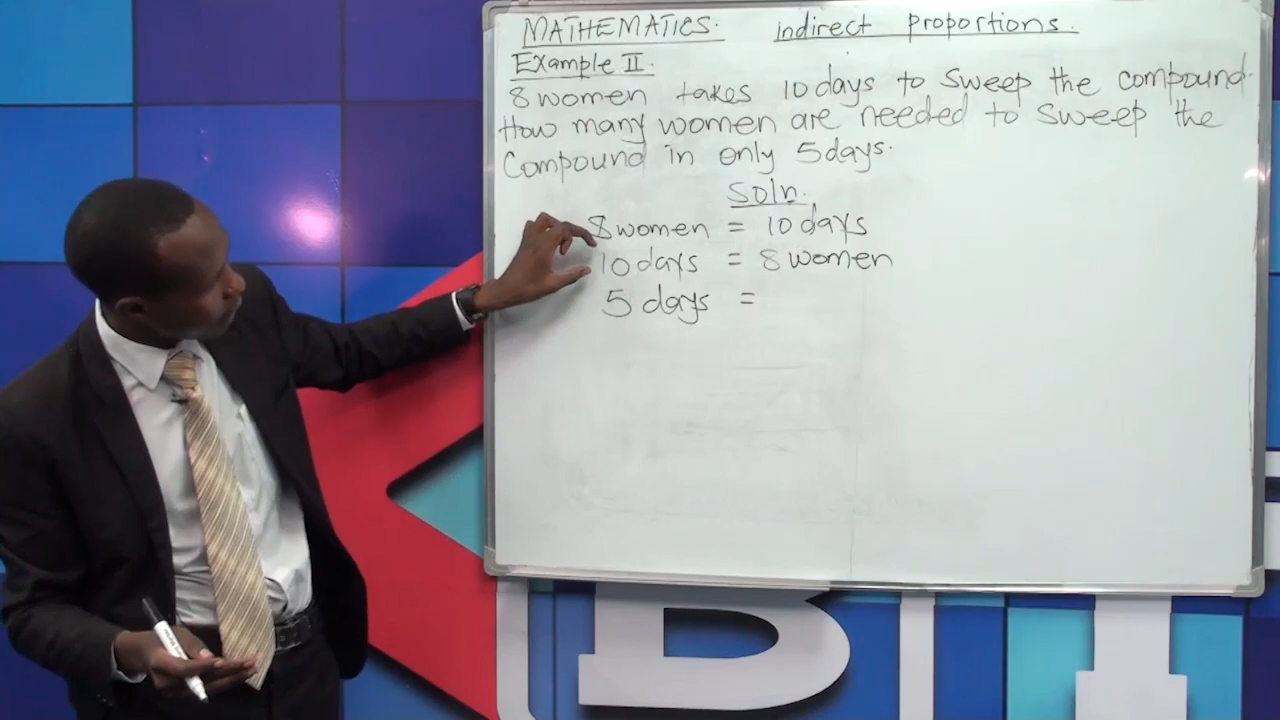 MATHEMATICS. indirect proportions.
Example II.
8 women takes 10 days to sweep the compound.
How many women are needed to sweep the
compound in only 5 days.
Soln.
8 women = 10 days
10 days = 8 women
5 days =